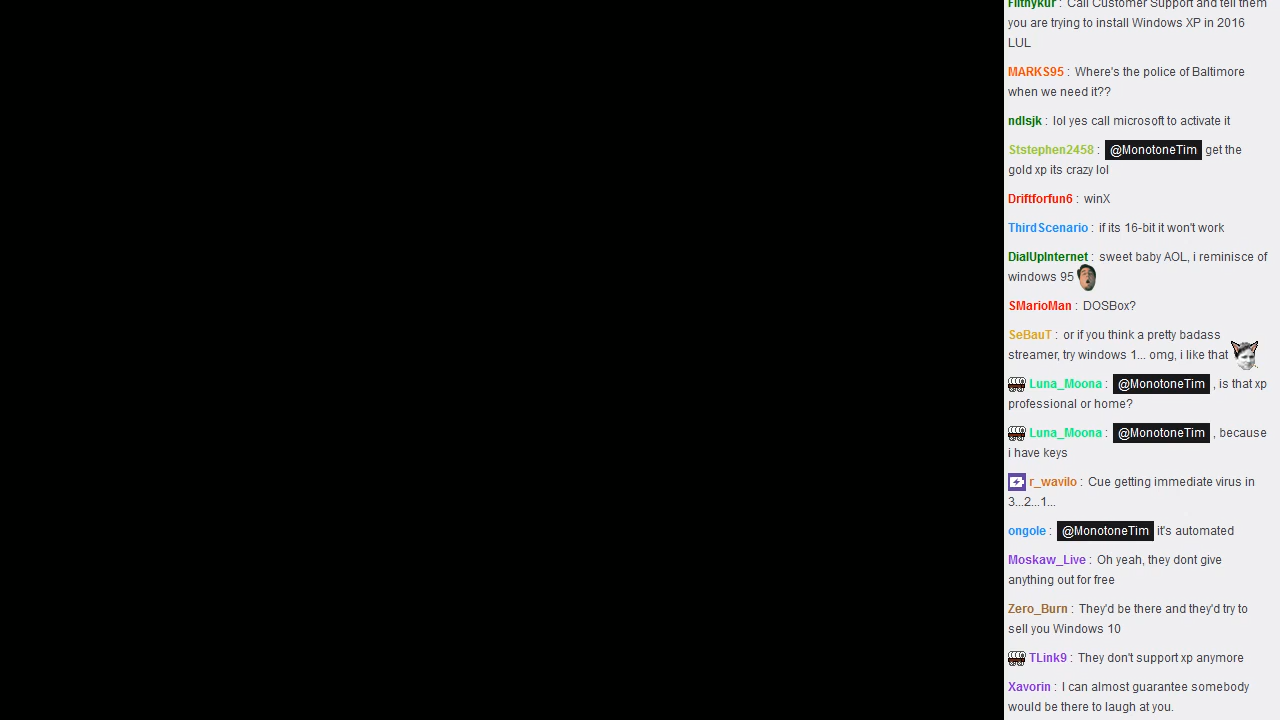 Filthykur : Call Customer Support and tell them
you are trying to install Windows XP in 2016
LUL
MARKS95 : Where's the police of Baltimore
when we need it??
ndlsjk : lol yes call microsoft to activate it
Ststephen2458 : @MonotoneTim get the
gold xp its crazy lol
Driftforfun6 : winX
ThirdScenario : if its 16-bit it won't work
DialUpInternet : sweet baby AOL, i reminisce of
windows 95
SMarioMan : DOSBox?
SeBauT : or if you think a pretty badass
streamer, try windows 1... omg, i like that
Luna_Moona : @MonotoneTim , is that xp
professional or home?
Luna_Moona : @MonotoneTim , because
i have keys
r_wavilo : Cue getting immediate virus in
3...2...1...
ongole : @MonotoneTim it's automated
Moskaw_Live : Oh yeah, they dont give
anything out for free
Zero_Burn : They'd be there and they'd try to
sell you Windows 10
TLink9 : They don't support xp anymore
Xavorin : I can almost guarantee somebody
would be there to laugh at you.